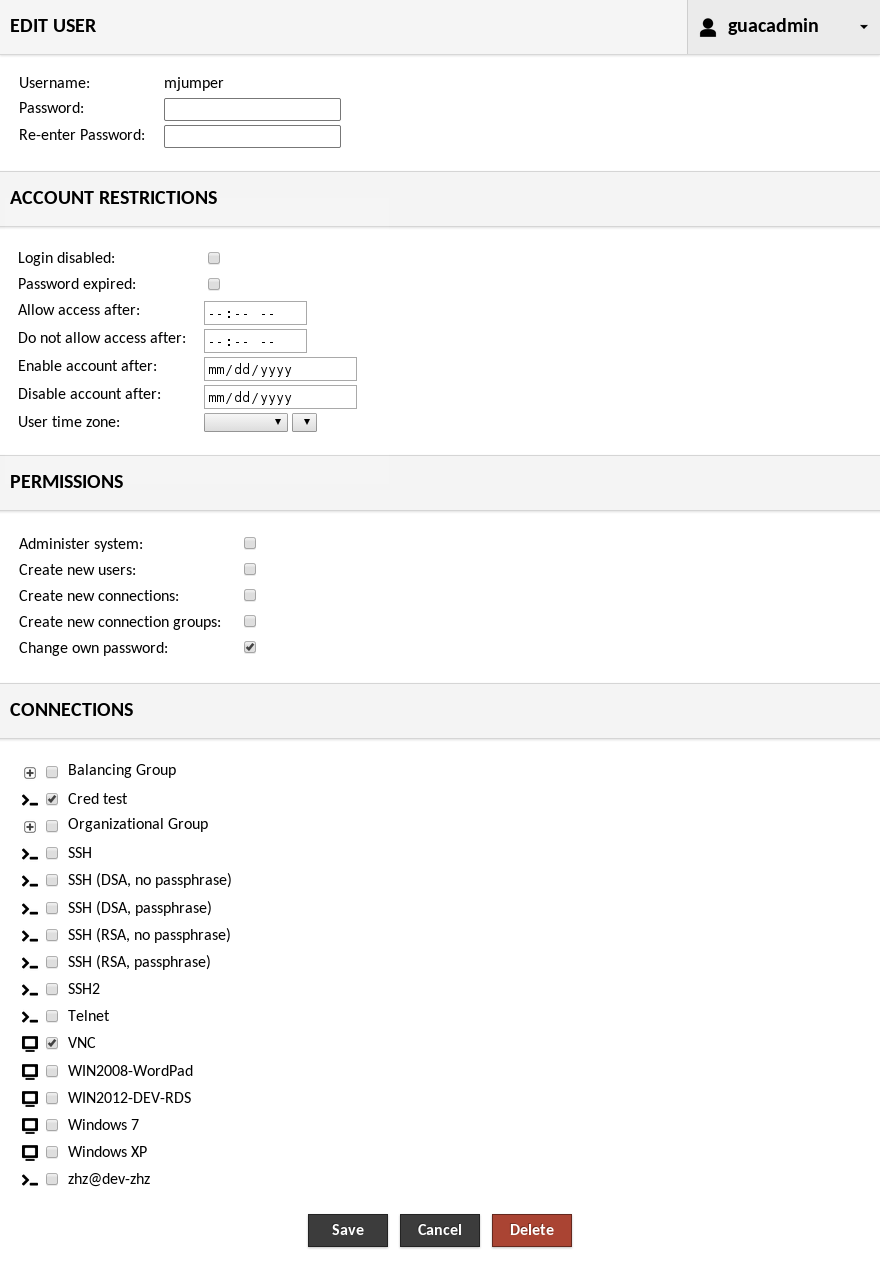 EDIT USER guacadmin
Username: mjumper
Password:
Re-enter Password:
ACCOUNT RESTRICTIONS
Login disabled:
Password expired:
Allow access after: --:-- --
Do not allow access after: --:-- --
Enable account after: mm/dd/yyyy
Disable account after: mm/dd/yyyy
User time zone:
PERMISSIONS
Administer system:
Create new users:
Create new connections:
Create new connection groups:
Change own password:
CONNECTIONS
Balancing Group
Cred test
Organizational Group
SSH
SSH (DSA, no passphrase)
SSH (DSA, passphrase)
SSH (RSA, no passphrase)
SSH (RSA, passphrase)
SSH2
Telnet
VNC
WIN2008-WordPad
WIN2012-DEV-RDS
Windows 7
Windows XP
zhz@dev-zhz
Save Cancel Delete